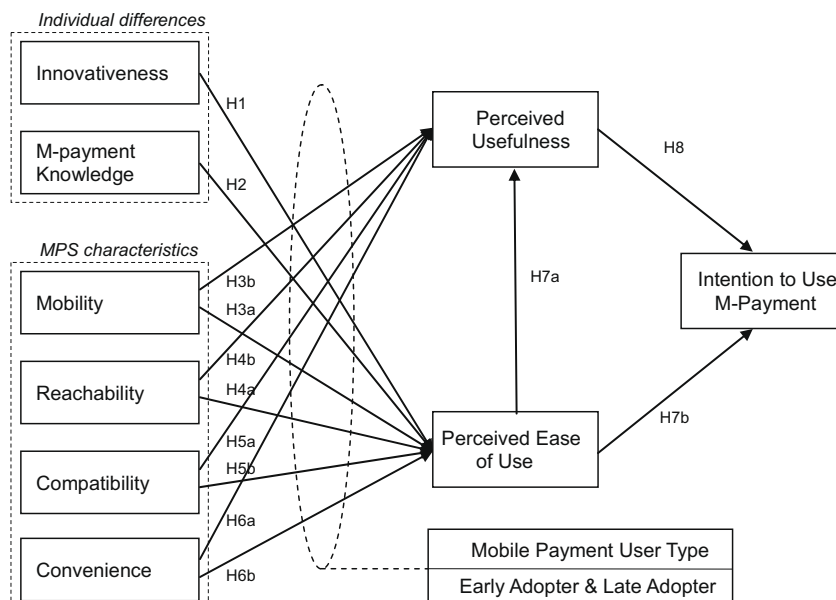 Individual differences
Innovativeness
M-payment
Knowledge
MPS characteristics
Mobility
Reachability
Compatibility
Convenience
H1
H2
H3b
H3a
H4b
H4a
H5a
H5b
H6a
H6b
Perceived
Usefulness
H7a
Perceived Ease
of Use
H8
H7b
Intention to Use
M-Payment
Mobile Payment User Type
Early Adopter & Late Adopter